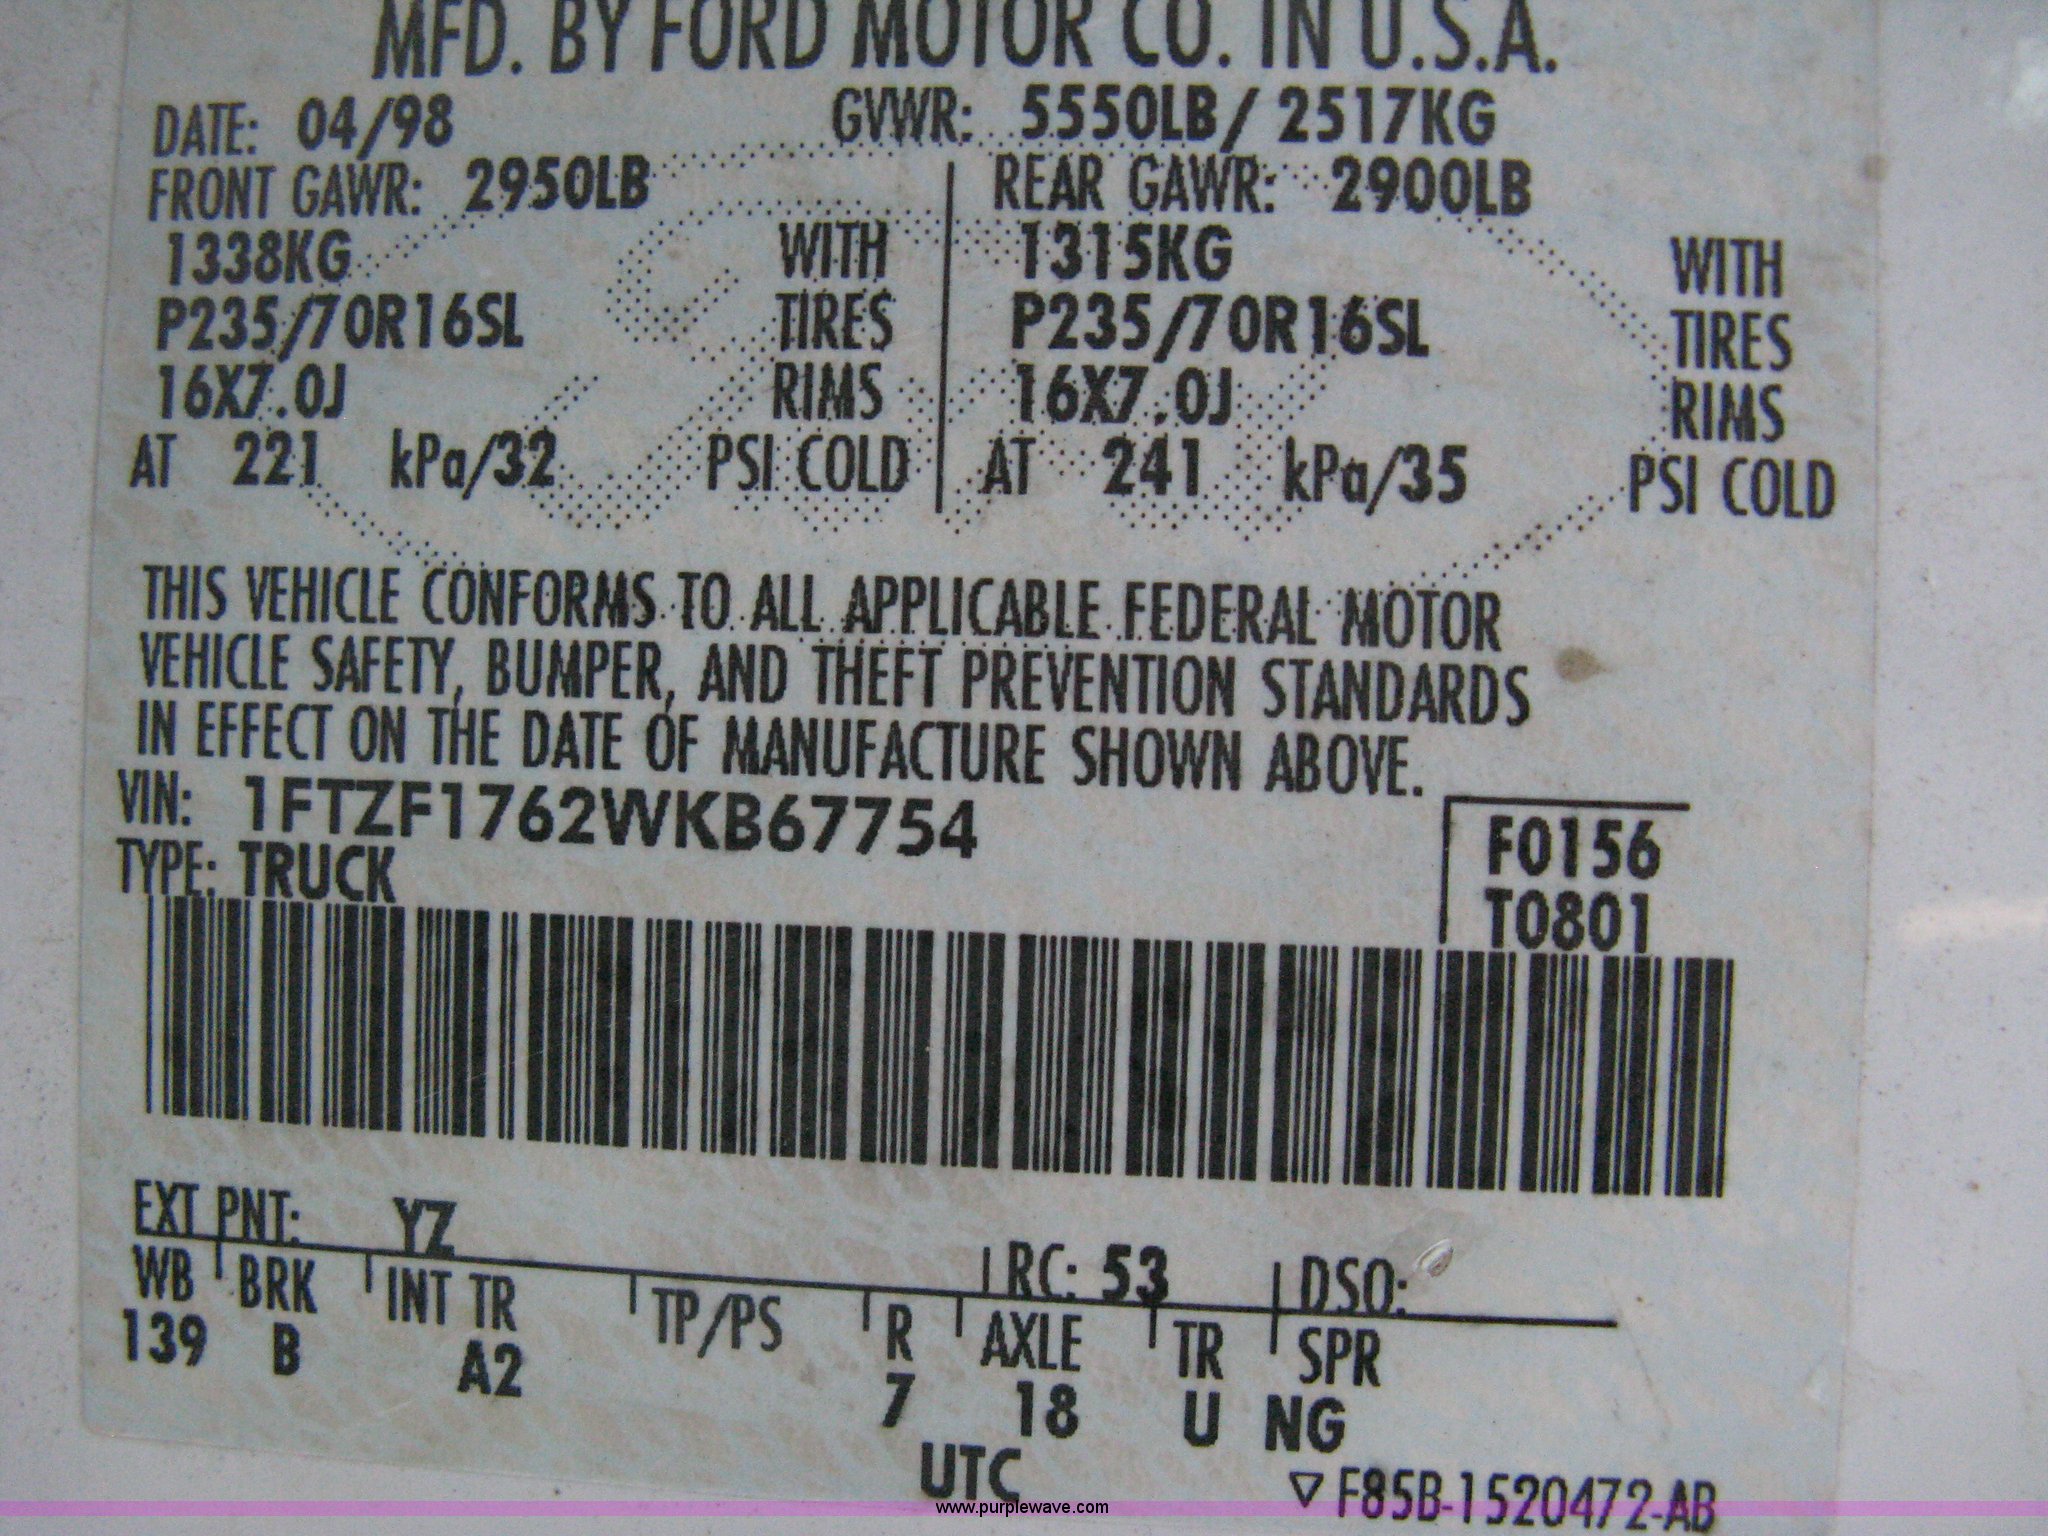 MFD. BY FORD MOTOR CO. IN U.S.A.
DATE: 04/98 GVWR: 5550LB/ 2517KG
FRONT GAWR: 2950LB REAR GAWR: 2900LB
1338KG WITH 1315KG WITH
P235/70R16SL TIRES P235/70R16SL TIRES
16X7.0J RIMS 16X7.0J RIMS
AT 221 kPa/32 PSI COLD AT 241 kPa/35 PSI COLD
THIS VEHICLE CONFORMS TO ALL APPLICABLE FEDERAL MOTOR
VEHICLE SAFETY, BUMPER, AND THEFT PREVENTION STANDARDS
IN EFFECT ON THE DATE OF MANUFACTURE SHOWN ABOVE.
VIN: 1FTZF1762WKB67754
TYPE: TRUCK
F0156
T0801
EXT PNT: YZ RC: 53 DSO:
WB BRK INT TR TP/PS R AXLE TR SPR
139 B A2 7 18 U NG
UTC
▽ F85B-1520472-AB
www.purplewave.com